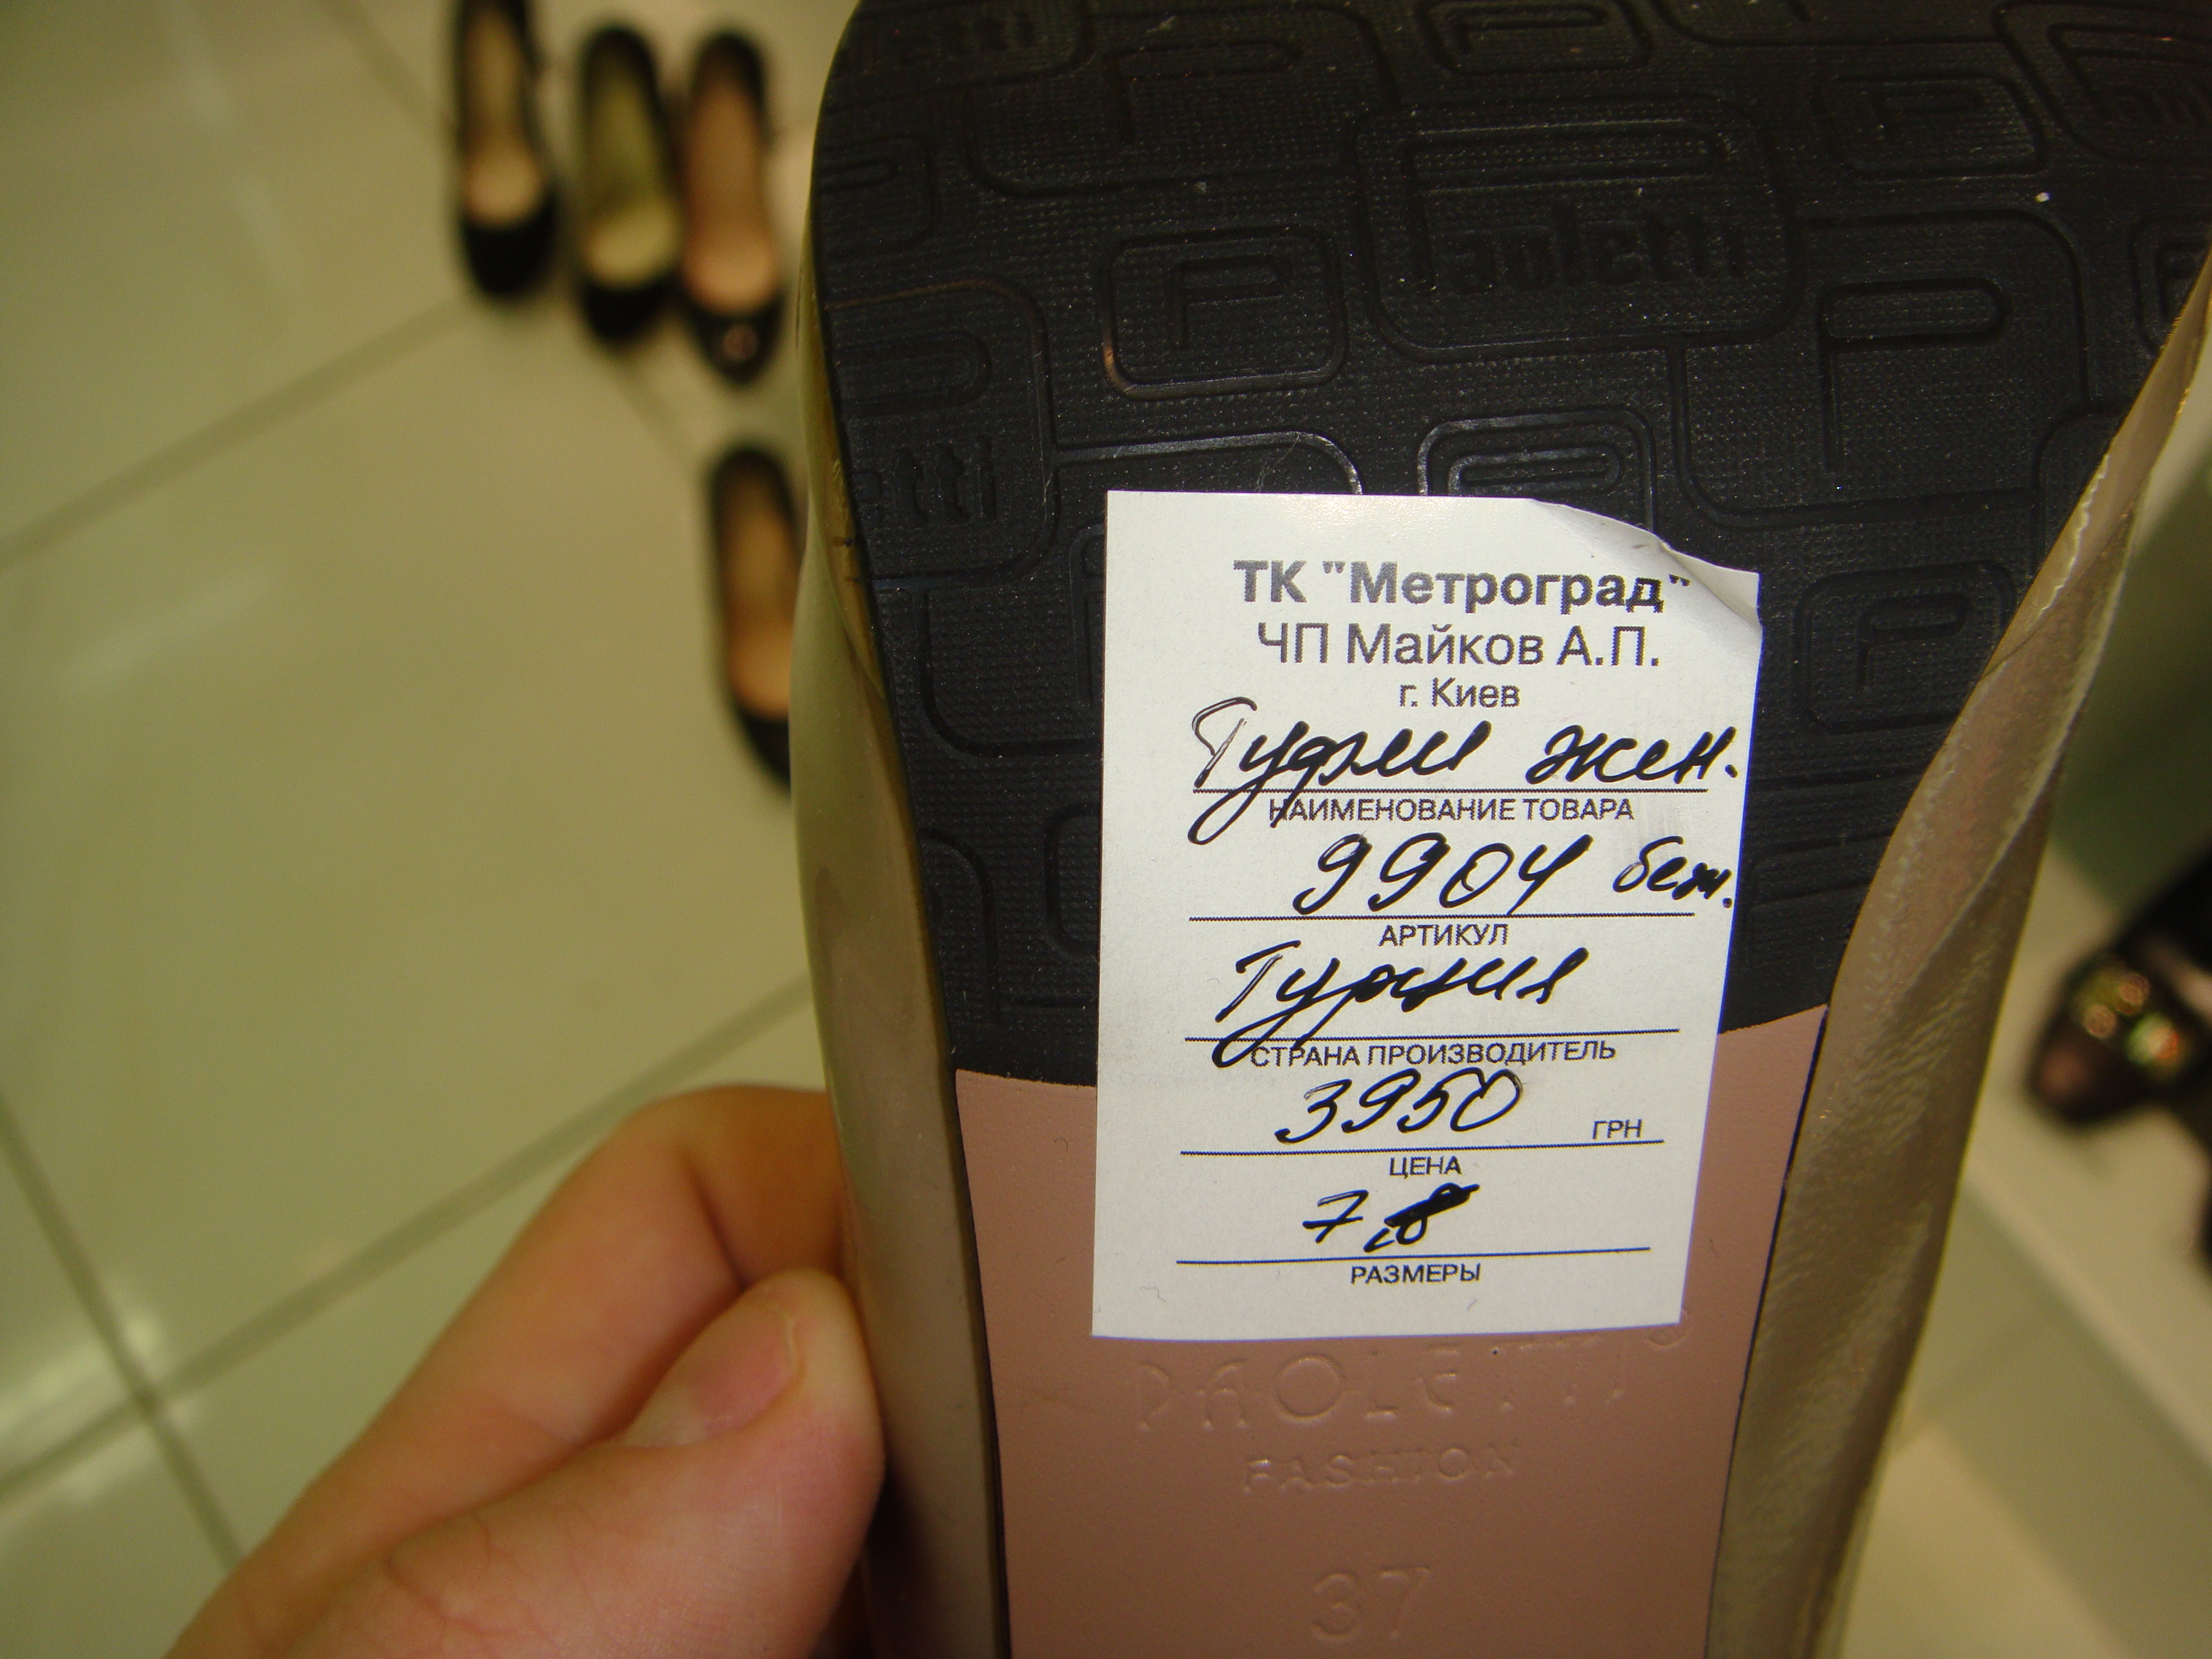 Paoletti
ТК "Метроград"
ЧП Майков А.П.
г. Киев
Туфли жен.
НАИМЕНОВАНИЕ ТОВАРА
9904 беж.
АРТИКУЛ
Турция
СТРАНА ПРОИЗВОДИТЕЛЬ
3950 ГРН
ЦЕНА
7,8
РАЗМЕРЫ
PAOLETTI
FASHION
37